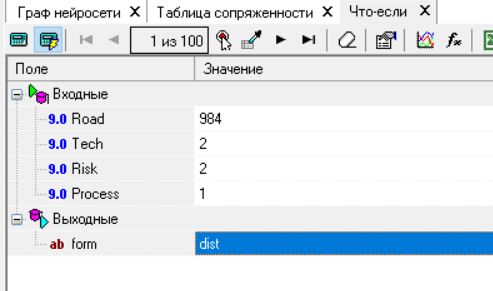 Граф нейросети X Таблица сопряженности X Что-если X
1 из 100 fx
Поле Значение
Входные
9.0 Road 984
9.0 Tech 2
9.0 Risk 2
9.0 Process 1
Выходные
ab form dist